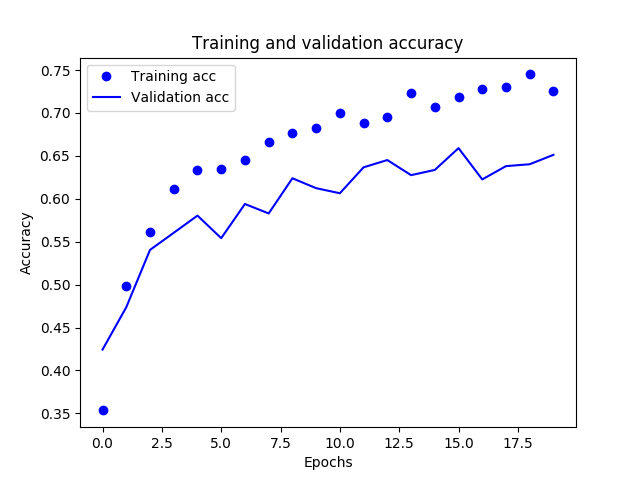 Training and validation accuracy
Training acc
Validation acc
0.75
0.70
0.65
0.60
0.55
0.50
0.45
0.40
0.35
Accuracy
0.0 2.5 5.0 7.5 10.0 12.5 15.0 17.5
Epochs